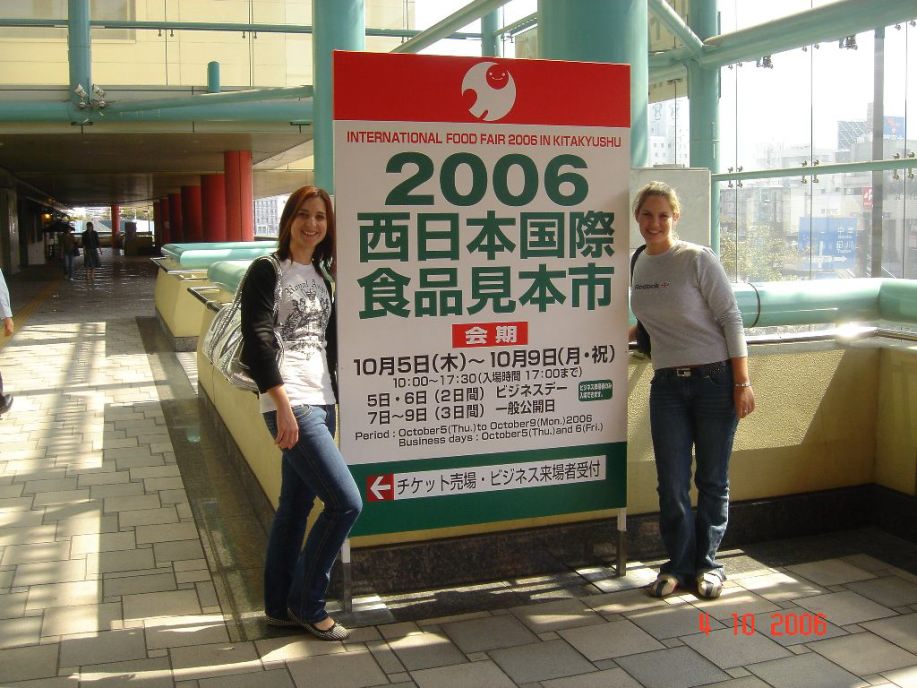 INTERNATIONAL FOOD FAIR 2006 IN KITAKYUSHU
2006
西日本国際
食品見本市
会期
10月5日(木)～10月9日(月・祝)
10:00～17:30(入場時間 17:00まで)
5日・6日(2日間) ビジネスデー
7日～9日(3日間) 一般公開日
Period : October5(Thu.)to October9(Mon.)2006
Business days : October5(Thu.)and 6(Fri.)
チケット売場・ビジネス来場者受付
Reebok
4 10 2006